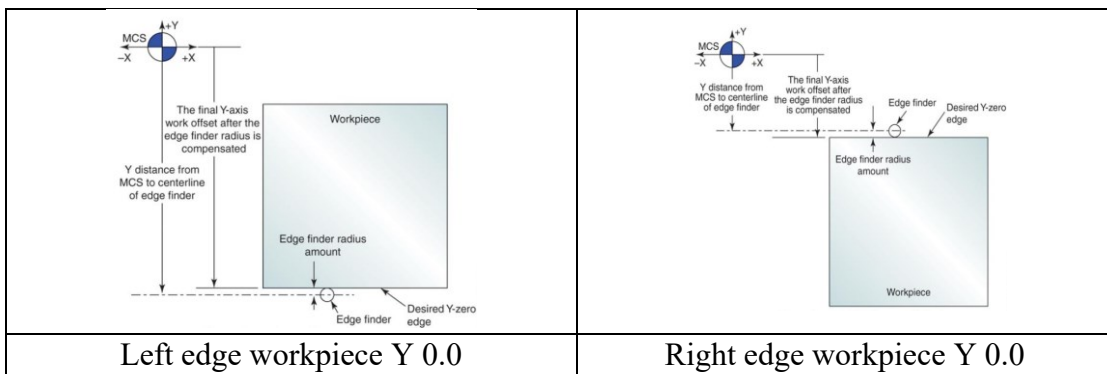 +Y
MCS
–X
+X
The final Y-axis
work offset after the
edge finder radius is
compensated
Y distance from
MCS to centerline
of edge finder
Workpiece
Edge finder radius
amount
Desired Y-zero
edge
Edge finder
Left edge workpiece Y 0.0
+Y
MCS
–X
+X
Y distance from
MCS to centerline
of edge finder
The final Y-axis
work offset after
the edge finder radius
is compensated
Edge finder
Desired Y-zero
edge
Edge finder radius
amount
Workpiece
Right edge workpiece Y 0.0